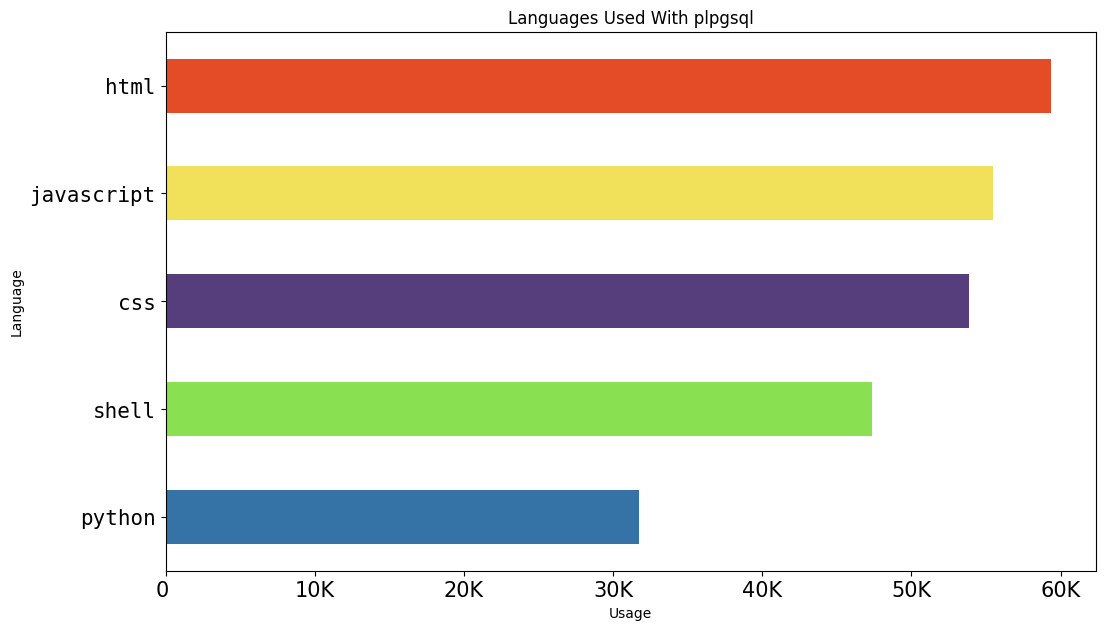 Languages Used With plpgsql
Language
html
javascript
css
shell
python
0 10K 20K 30K 40K 50K 60K
Usage